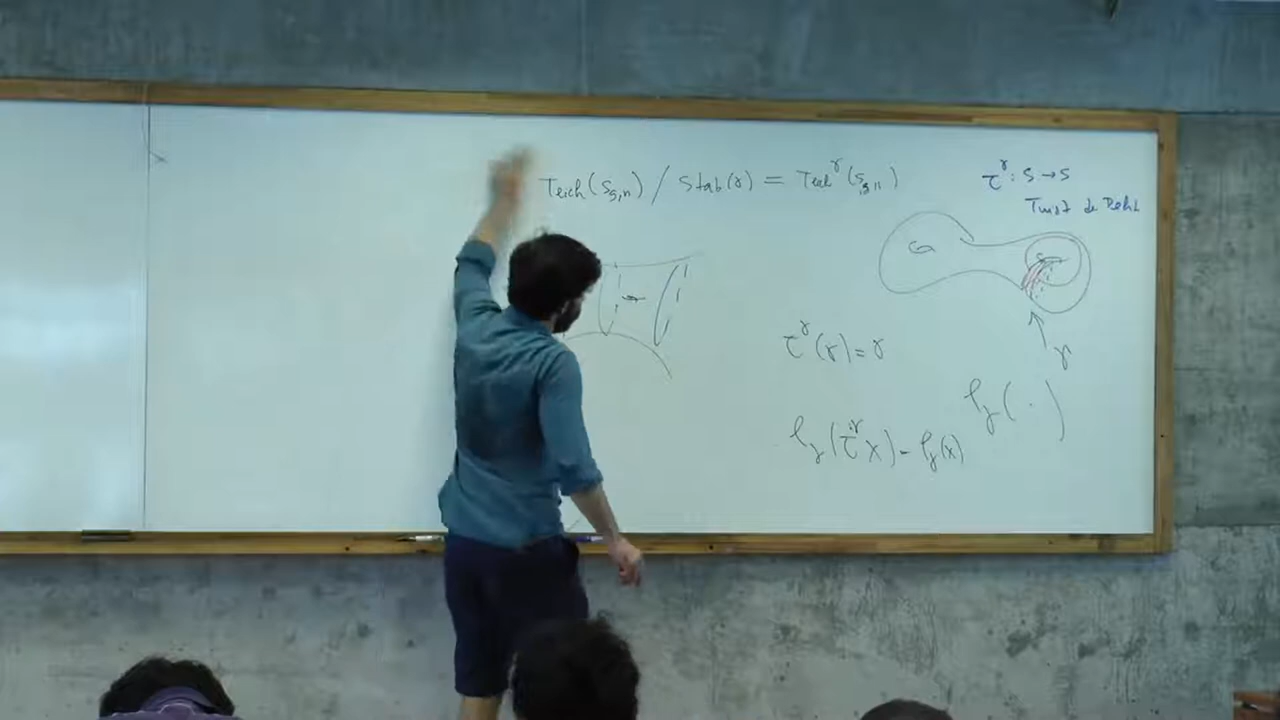 Teich(S_{g,n}) / Stab(γ) = Teich^γ(S_{g,n})
τ^γ : S → S
Twist de Dehn
τ^γ(γ) = γ
γ
ℓ_γ(·)
ℓ_γ(τ^γ X) = ℓ_γ(X)